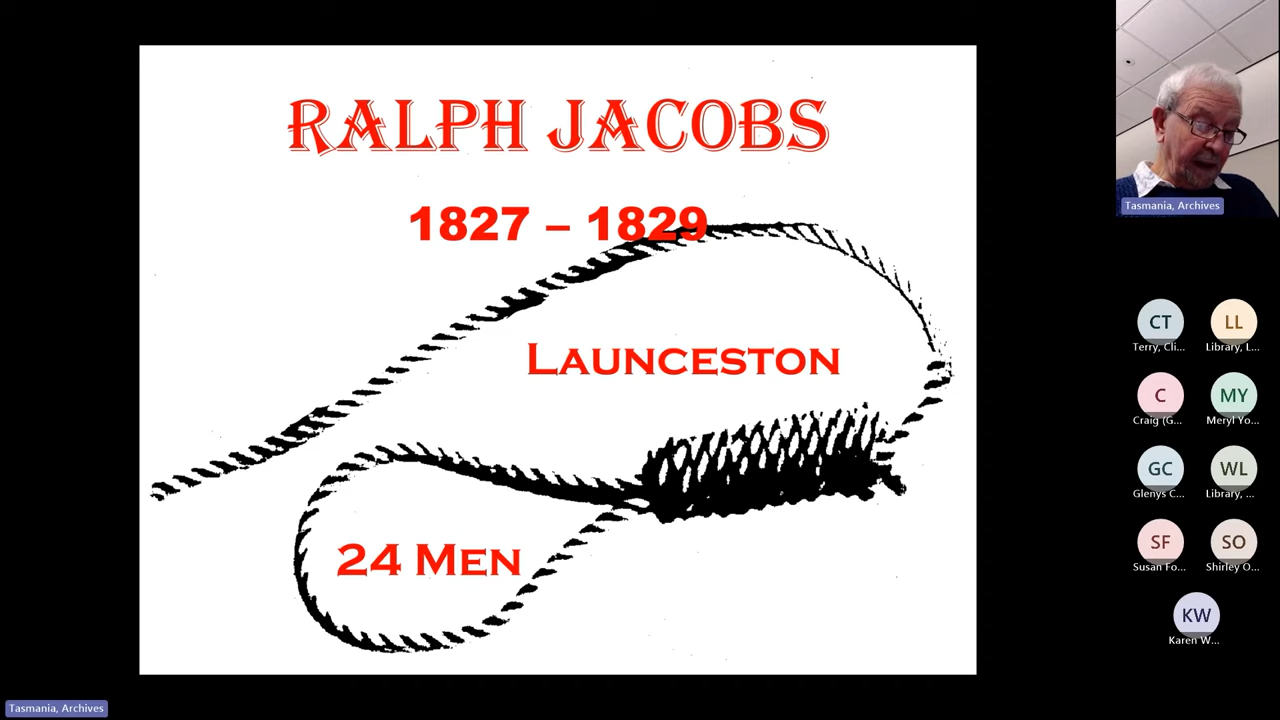 RALPH JACOBS
1827 – 1829
LAUNCESTON
24 MEN
Tasmania, Archives
CT
LL
Terry, Cli...
Library, L...
C
MY
Craig (G...
Meryl Yo...
GC
WL
Glenys C...
Library, ...
SF
SO
Susan Fo...
Shirley O...
KW
Karen W...
Tasmania, Archives